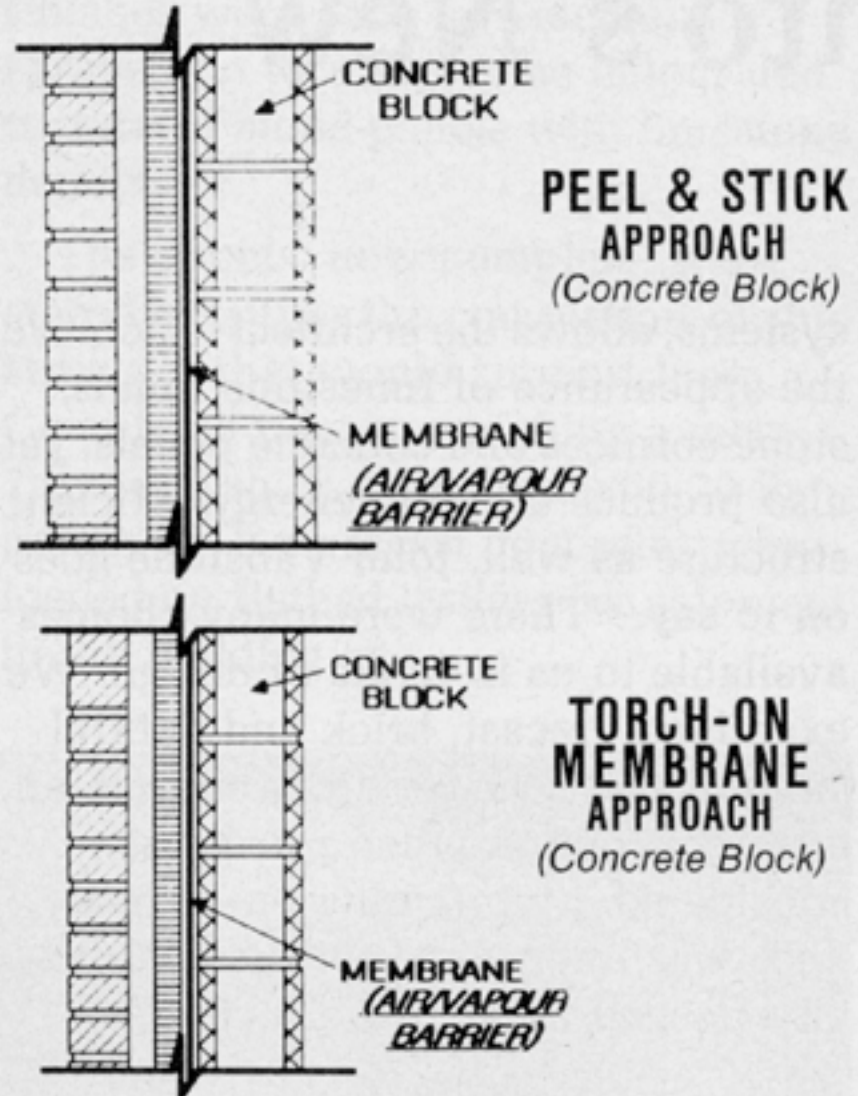 CONCRETE
BLOCK
PEEL & STICK
APPROACH
(Concrete Block)
MEMBRANE
(AIR/VAPOUR
BARRIER)
CONCRETE
BLOCK
TORCH-ON
MEMBRANE
APPROACH
(Concrete Block)
MEMBRANE
(AIR/VAPOUR
BARRIER)